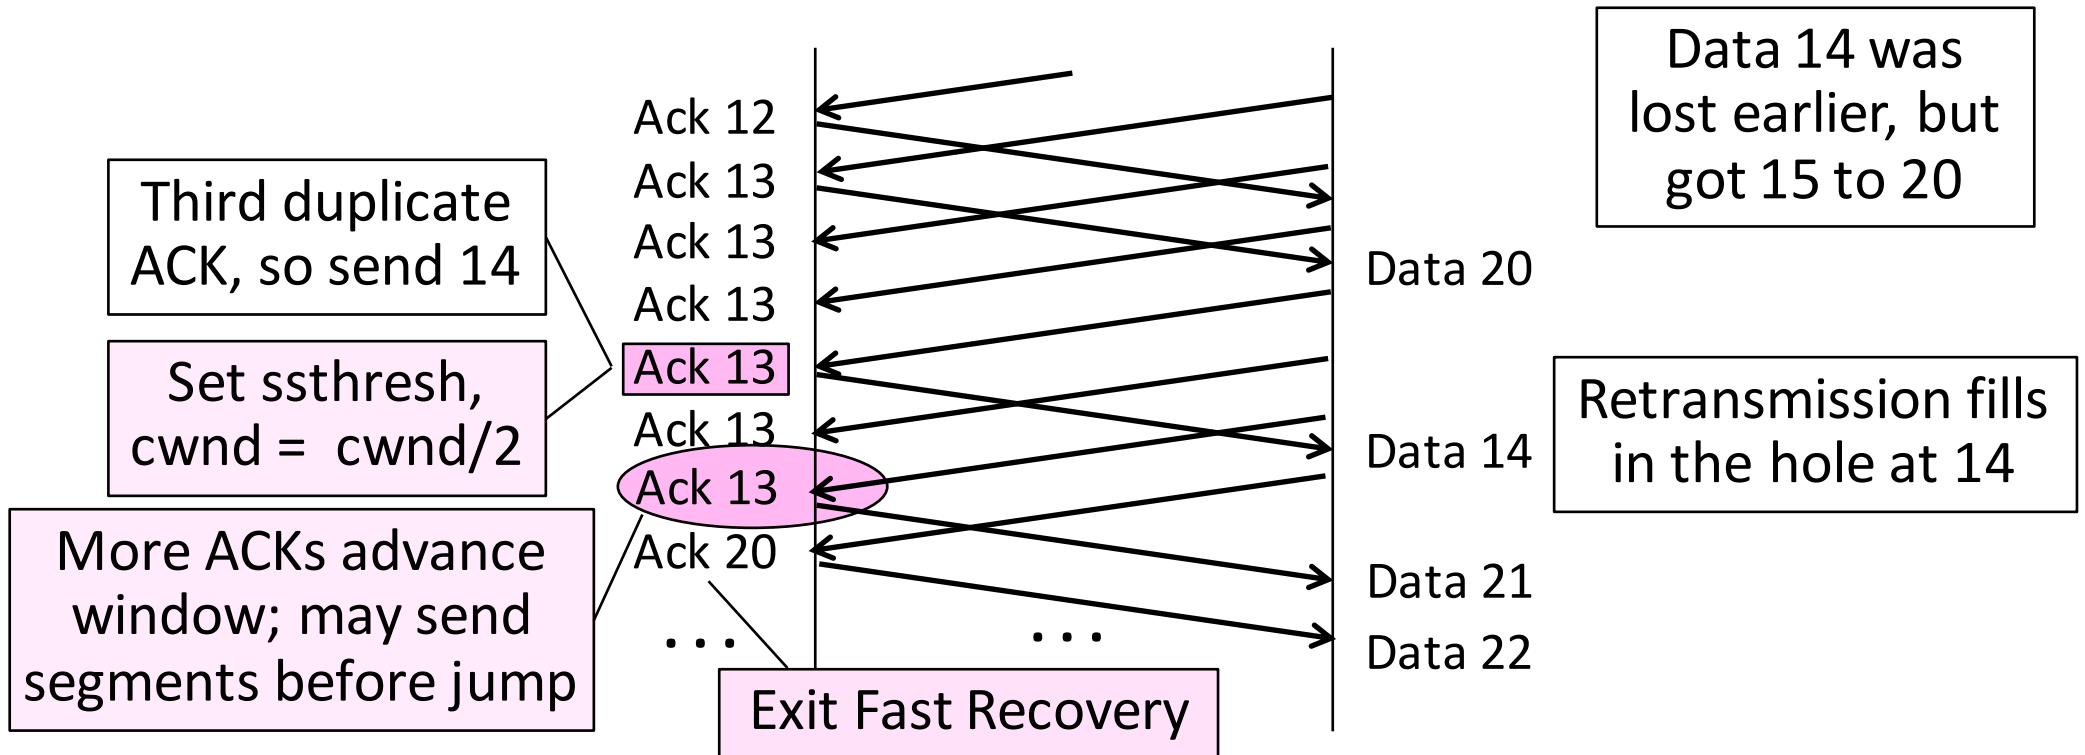 Data 14 was
lost earlier, but
got 15 to 20
Third duplicate
ACK, so send 14
Set ssthresh,
cwnd = cwnd/2
More ACKs advance
window; may send
segments before jump
Ack 12
Ack 13
Ack 13
Ack 13
Ack 13
Ack 13
Ack 13
Ack 20
. . .
. . .
Exit Fast Recovery
Data 20
Data 14
Data 21
Data 22
Retransmission fills
in the hole at 14